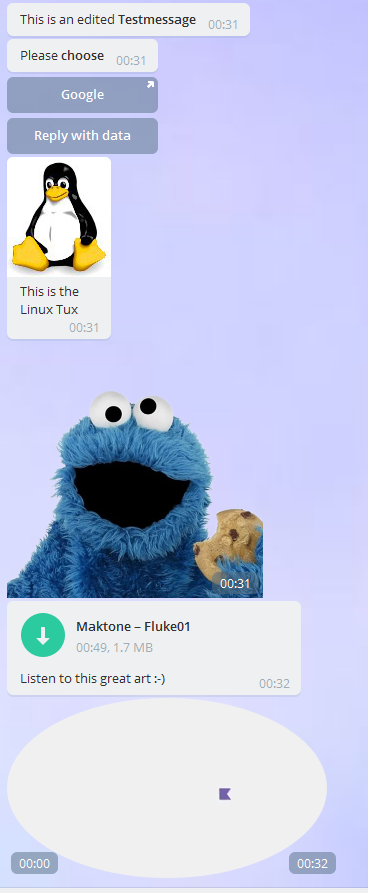 This is an edited Testmessage 00:31
Please choose 00:31
Google
Reply with data
This is the
Linux Tux
00:31
00:31
Maktone – Fluke01
00:49, 1.7 MB
Listen to this great art :-) 00:32
00:00 00:32